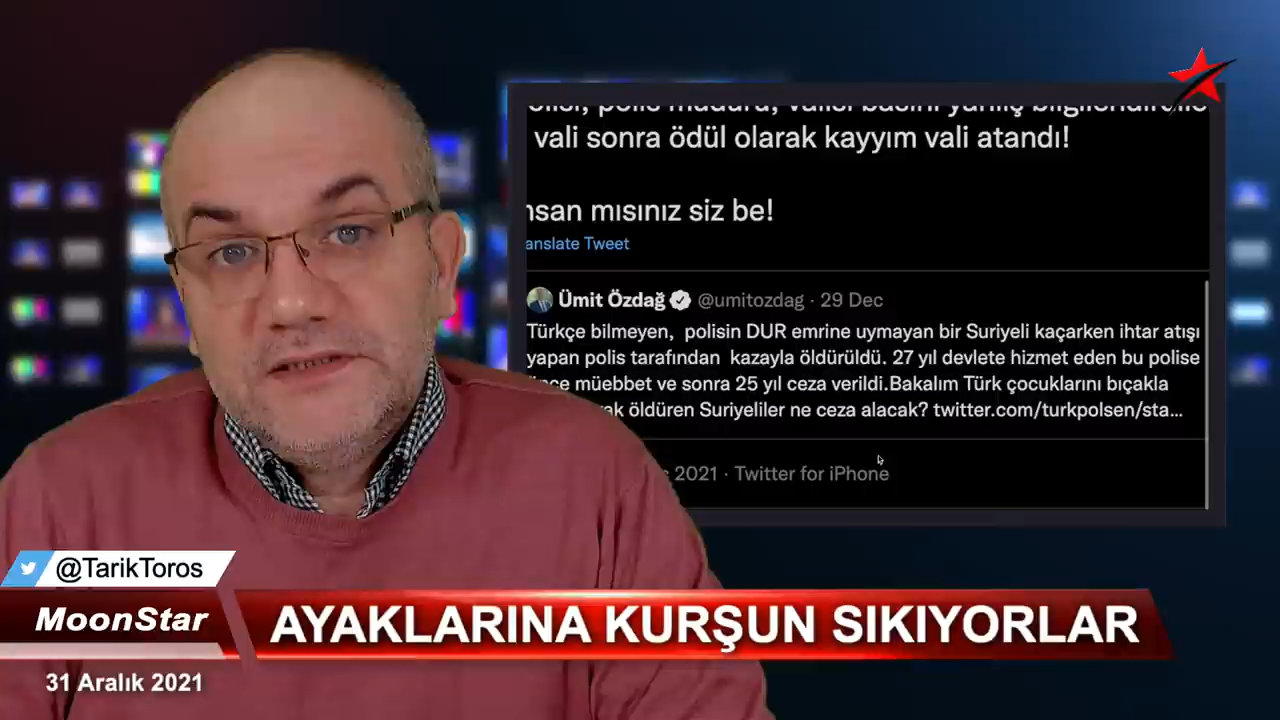 vali sonra ödül olarak kayyım vali atandı!
mısınız siz be!
Tweet
Ümit Özdağ @umitozdag · 29 Dec
Türkçe bilmeyen, polisin DUR emrine uymayan bir Suriyeli kaçarken ihtar atışı
yapan polis tarafından kazayla öldürüldü. 27 yıl devlete hizmet eden bu polise
müebbet ve sonra 25 yıl ceza verildi.Bakalım Türk çocuklarını bıçakla
öldüren Suriyeliler ne ceza alacak? twitter.com/turkpolsen/sta...
2021 · Twitter for iPhone
@TarikToros
MoonStar
AYAKLARINA KURŞUN SIKIYORLAR
31 Aralık 2021